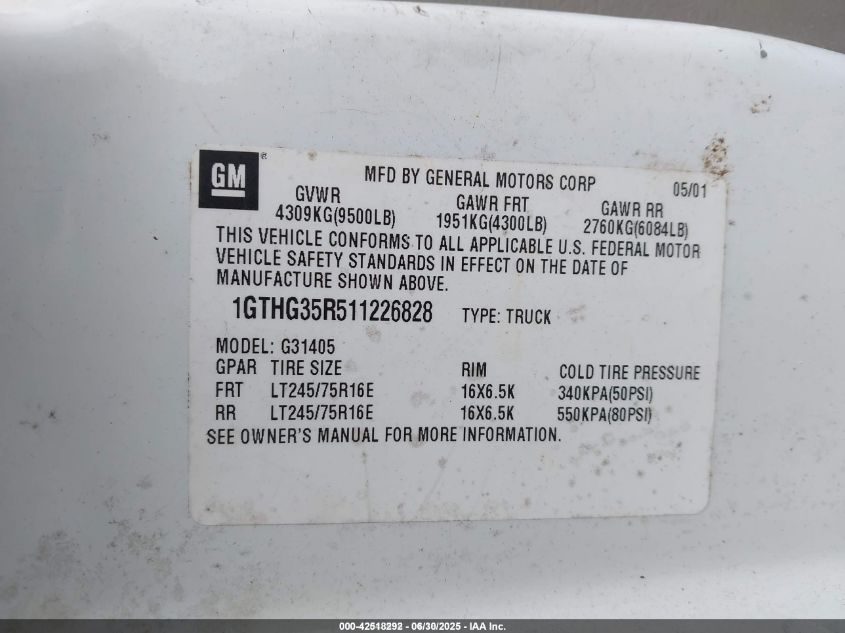 GM
MFD BY GENERAL MOTORS CORP 05/01
GVWR GAWR FRT GAWR RR
4309KG(9500LB) 1951KG(4300LB) 2760KG(6084LB)
THIS VEHICLE CONFORMS TO ALL APPLICABLE U.S. FEDERAL MOTOR
VEHICLE SAFETY STANDARDS IN EFFECT ON THE DATE OF
MANUFACTURE SHOWN ABOVE.
1GTHG35R511226828 TYPE: TRUCK
MODEL: G31405
GPAR TIRE SIZE RIM COLD TIRE PRESSURE
FRT LT245/75R16E 16X6.5K 340KPA(50PSI)
RR LT245/75R16E 16X6.5K 550KPA(80PSI)
SEE OWNER'S MANUAL FOR MORE INFORMATION.
000-42518292 - 06/30/2025 - IAA Inc.